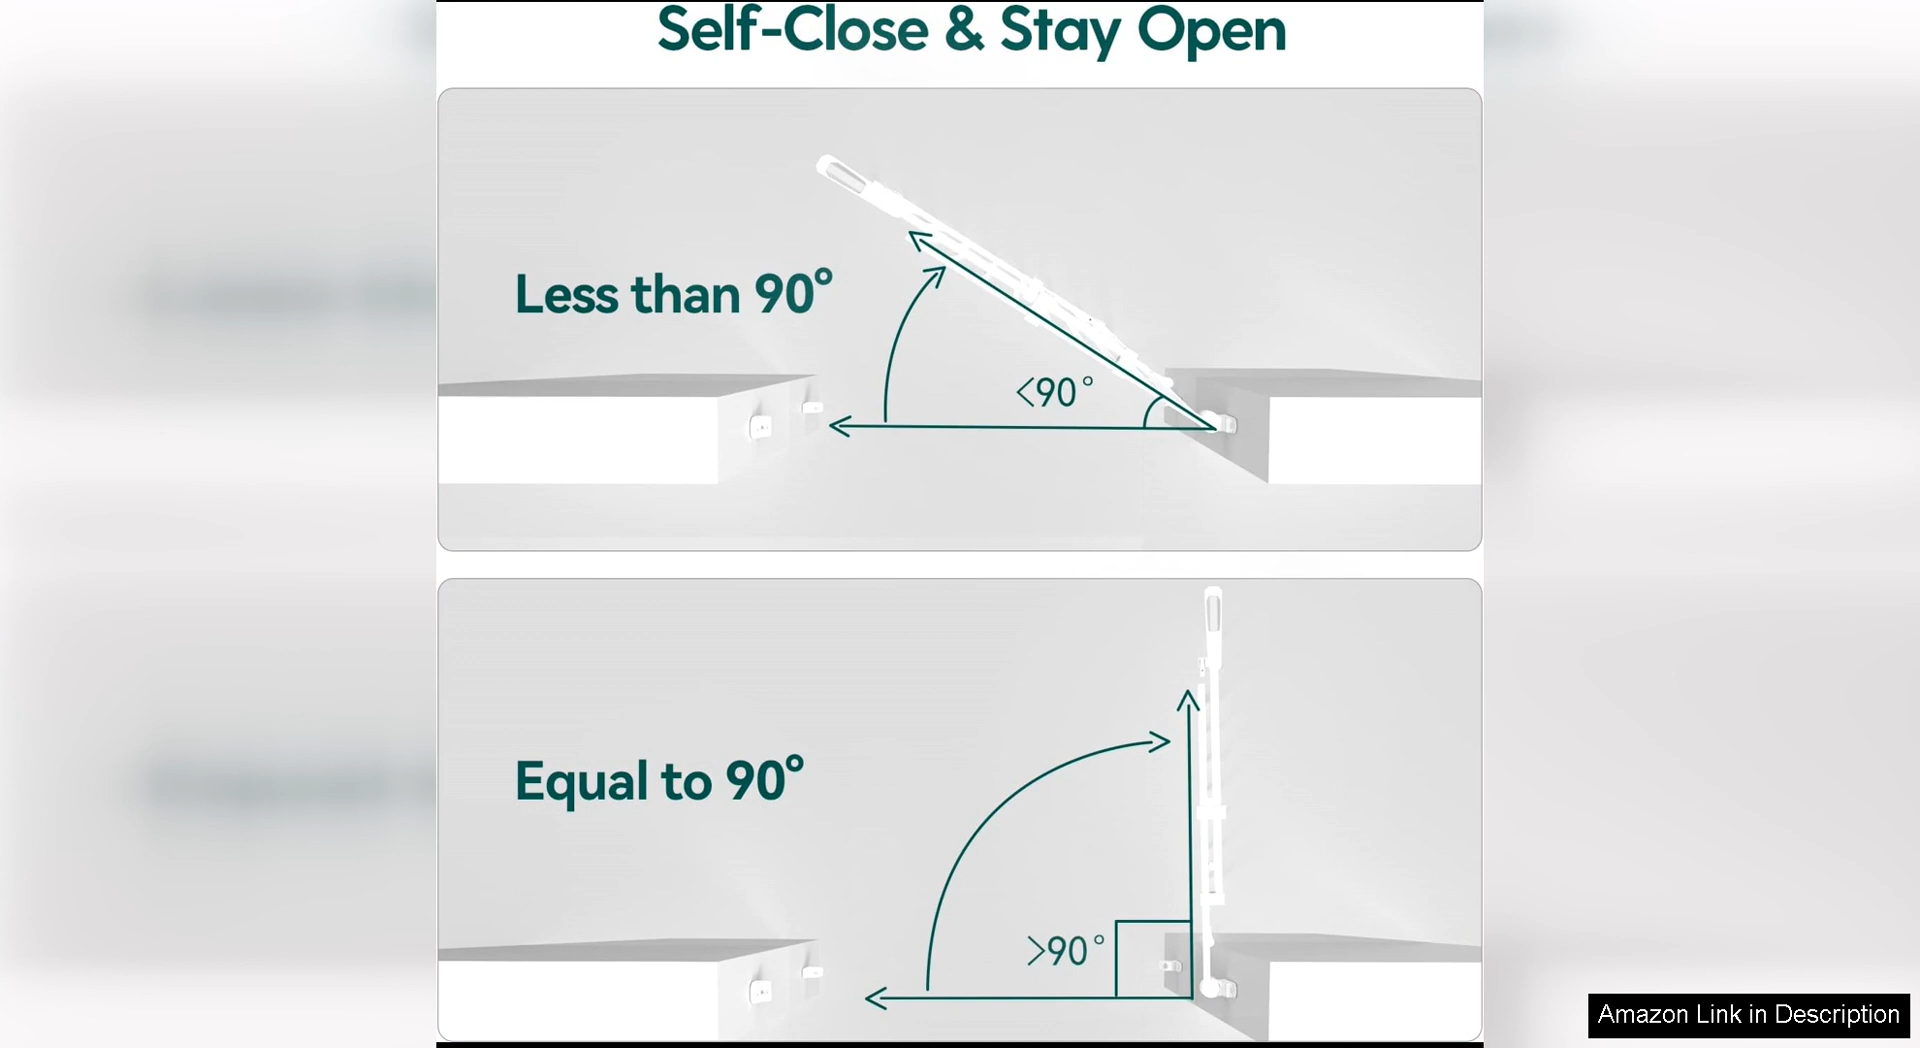 Self-Close & Stay Open
Less than 90°
<90°
Equal to 90°
>90°
Amazon Link in Description